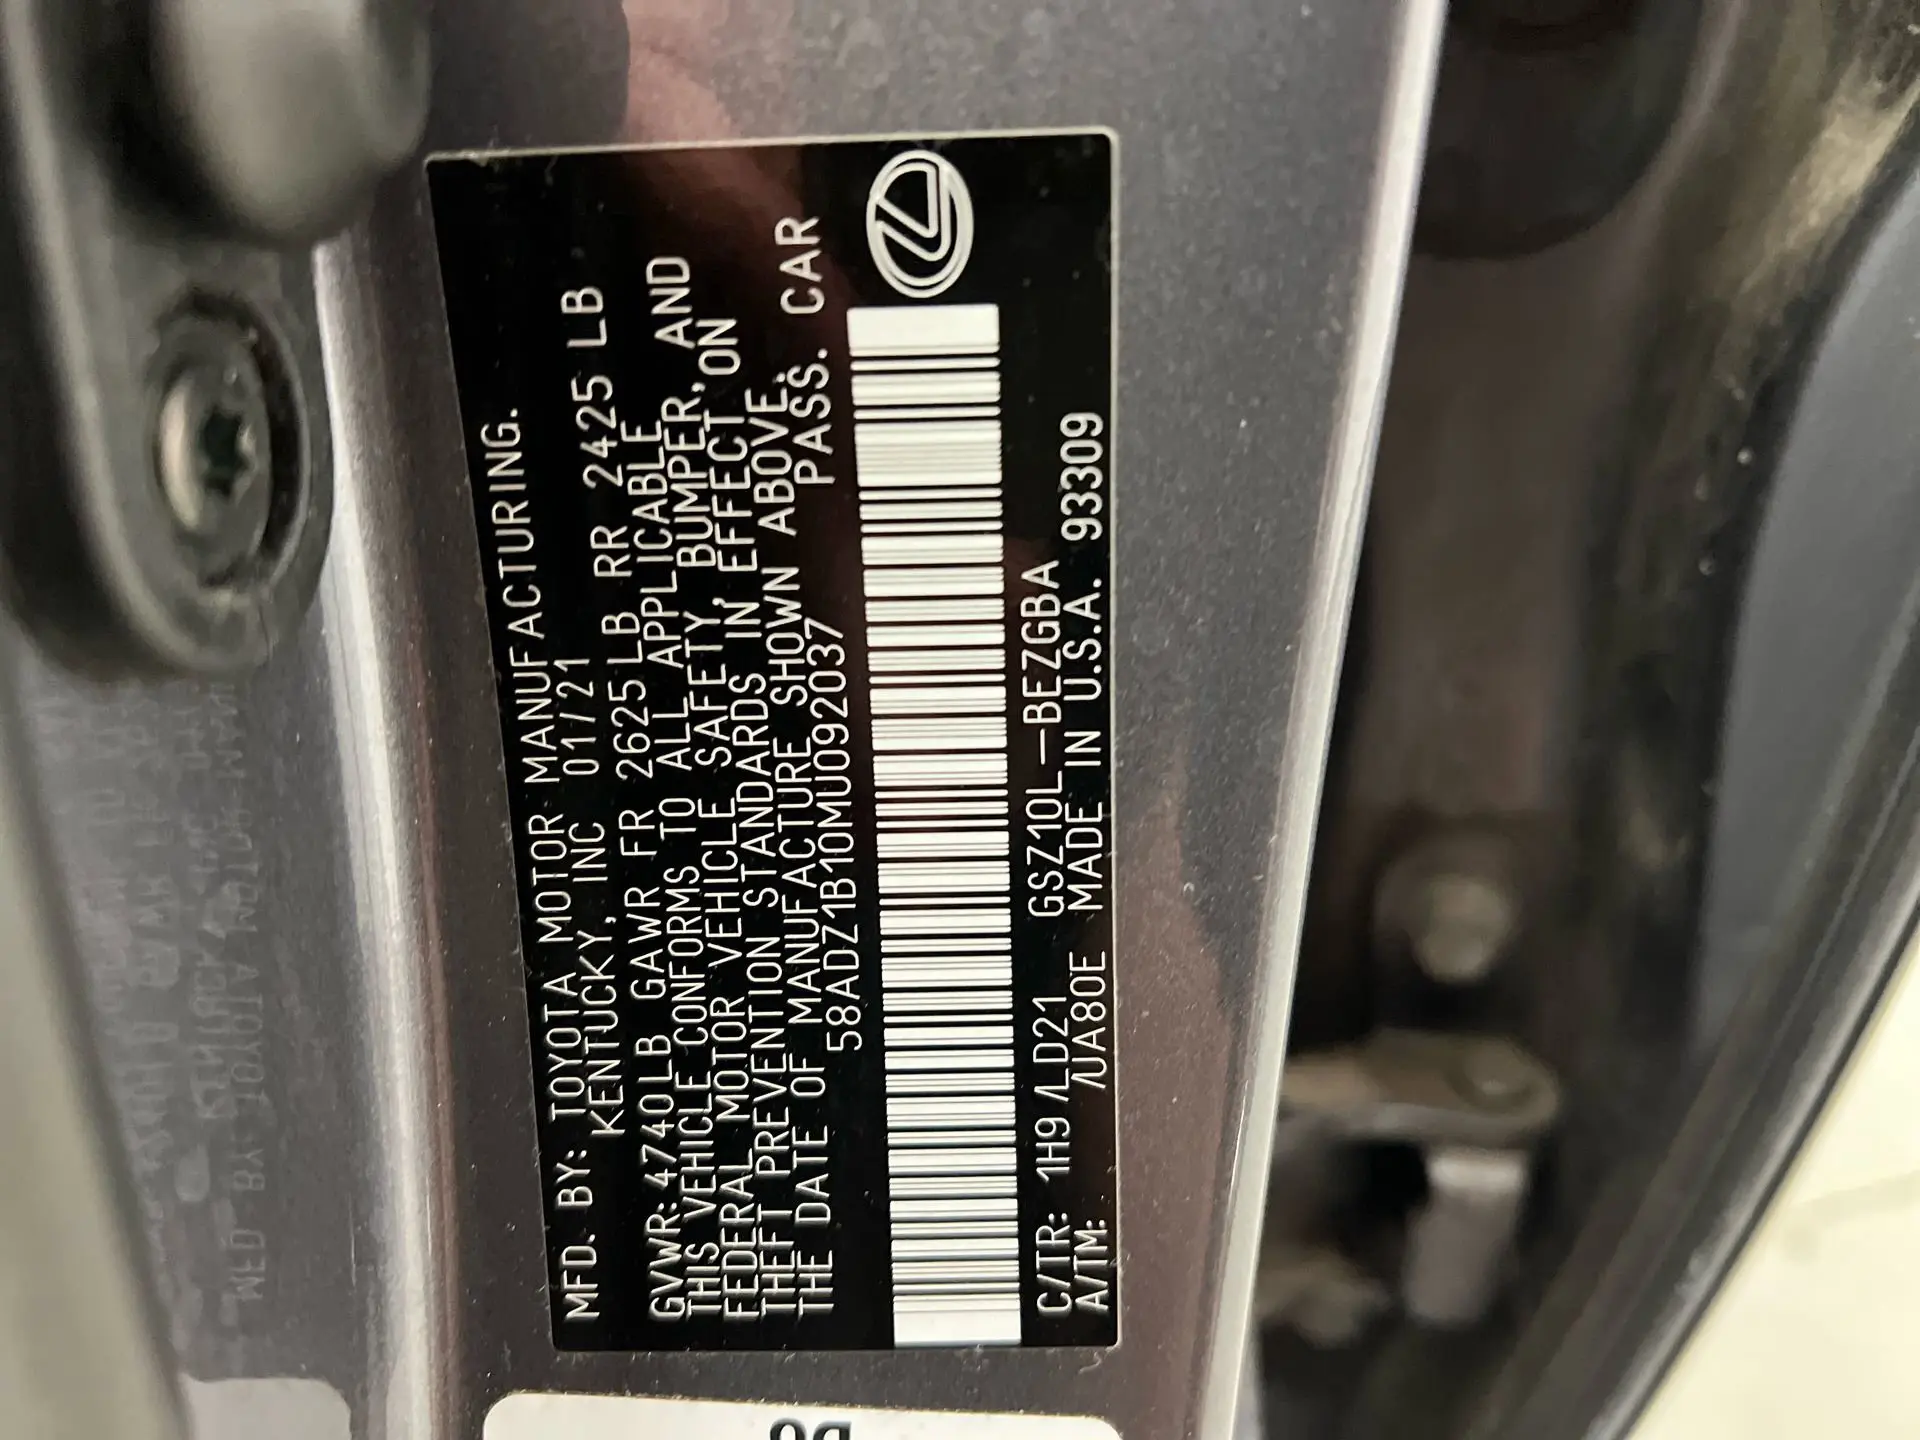 MFD. BY: TOYOTA MOTOR MANUFACTURING.
KENTUCKY, INC 01/21
GVWR: 4740LB GAWR FR 2625LB RR 2425 LB
THIS VEHICLE CONFORMS TO ALL APPLICABLE
FEDERAL MOTOR VEHICLE SAFETY, BUMPER, AND
THEFT PREVENTION STANDARDS IN EFFECT ON
THE DATE OF MANUFACTURE SHOWN ABOVE.
58ADZ1B10MU092037 PASS. CAR
C/TR: 1H9 /LD21 GSZ10L-BEZGBA
A/TM: /UA80E MADE IN U.S.A. 93309